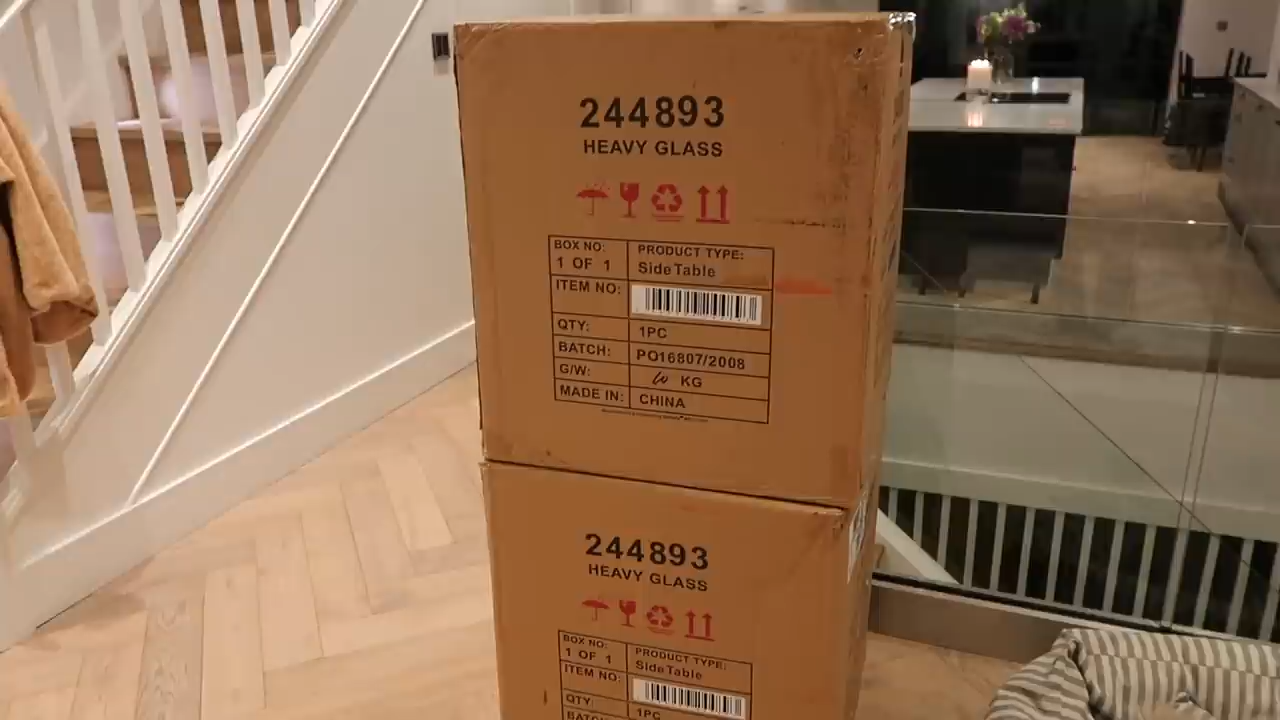 244893
HEAVY GLASS
BOX NO:
1 OF 1
PRODUCT TYPE:
Side Table
ITEM NO:
QTY:
1PC
BATCH:
PO16807/2008
G/W:
KG
MADE IN:
CHINA
244893
HEAVY GLASS
BOX NO:
1 OF 1
PRODUCT TYPE:
Side Table
ITEM NO:
QTY:
1PC